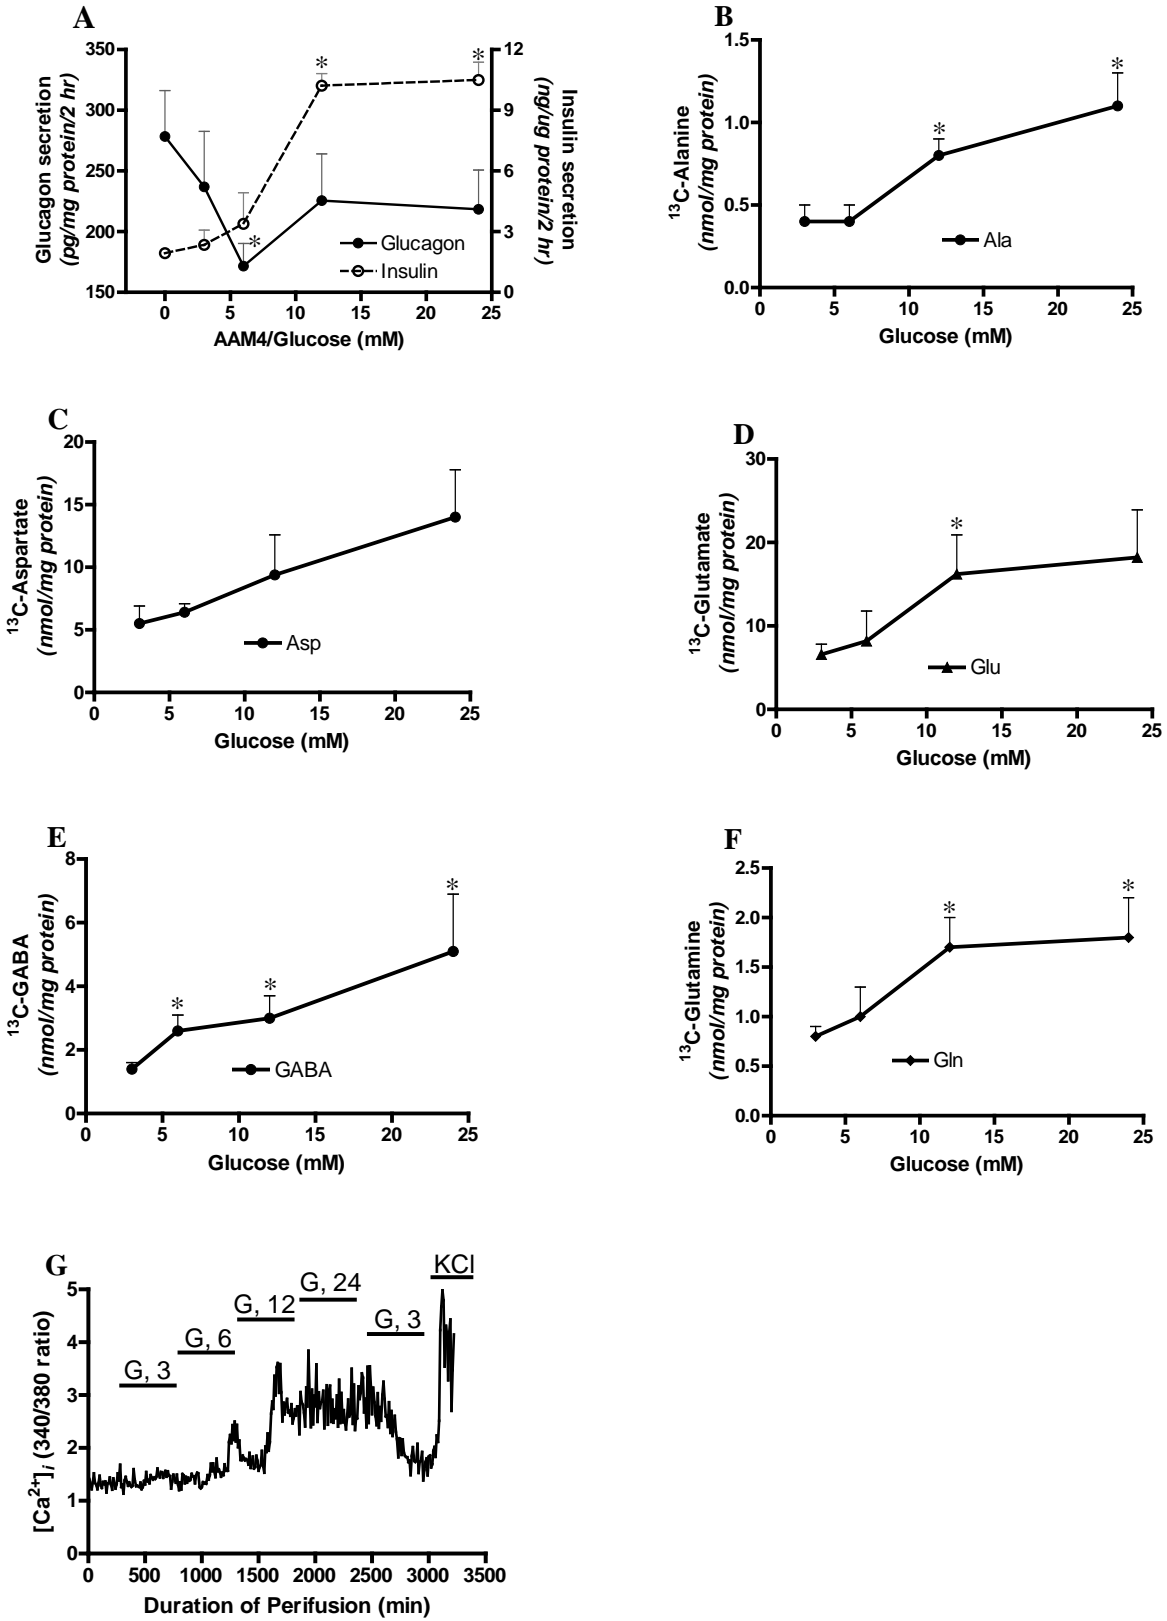 A
Glucagon secretion
(pg/mg protein/2 hr)
350
300
250
200
150
12
9
6
3
0
Insulin secretion
(ng/ug protein/2 hr)
*
*
*
Glucagon
Insulin
0 5 10 15 20 25
AAM4/Glucose (mM)
B
¹³C-Alanine
(nmol/mg protein)
1.5
1.0
0.5
0.0
*
*
Ala
0 5 10 15 20 25
Glucose (mM)
C
¹³C-Aspartate
(nmol/mg protein)
20
15
10
5
0
Asp
0 5 10 15 20 25
Glucose (mM)
D
¹³C-Glutamate
(nmol/mg protein)
30
20
10
0
*
Glu
0 5 10 15 20 25
Glucose (mM)
E
¹³C-GABA
(nmol/mg protein)
8
6
4
2
0
*
*
*
GABA
0 5 10 15 20 25
Glucose (mM)
F
¹³C-Glutamine
(nmol/mg protein)
2.5
2.0
1.5
1.0
0.5
0.0
*
*
Gln
0 5 10 15 20 25
Glucose (mM)
G
[Ca²⁺]i (340/380 ratio)
5
4
3
2
1
0
G, 3
G, 6
G, 12
G, 24
G, 3
KCl
0 500 1000 1500 2000 2500 3000 3500
Duration of Perifusion (min)